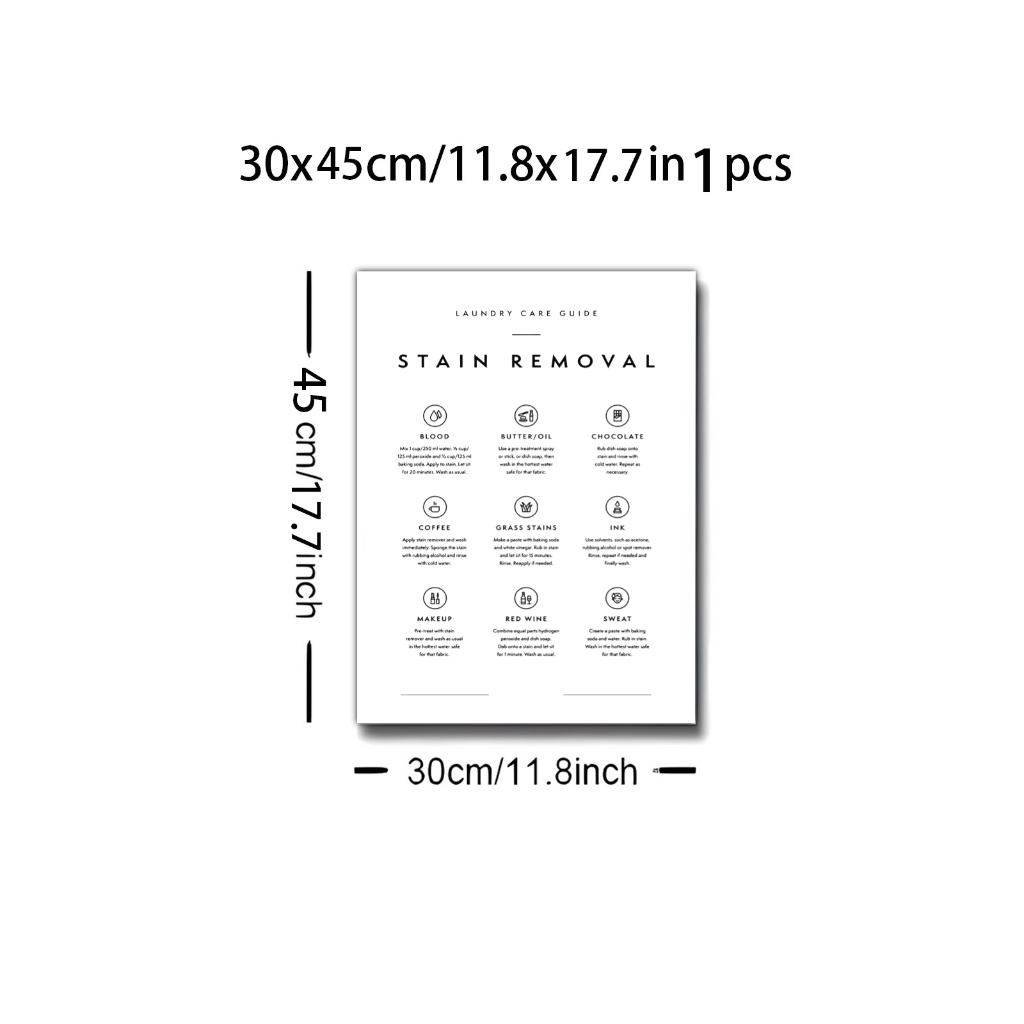 30x45cm/11.8x17.7in 1 pcs
45 cm/17.7inch
LAUNDRY CARE GUIDE
STAIN REMOVAL
BLOOD
Mix 1 cup/250 ml water, ½ cup/
125 ml peroxide and ½ cup/125 ml
baking soda. Apply to stain. Let sit
for 20 minutes. Wash as usual.
BUTTER/OIL
Use a pre-treatment spray
or stick, or dish soap, then
wash in the hottest water
safe for that fabric.
CHOCOLATE
Rub dish soap onto
stain and rinse with
cold water. Repeat as
necessary.
COFFEE
Apply stain remover and wash
immediately. Sponge the stain
with rubbing alcohol and rinse
with cold water.
GRASS STAINS
Make a paste with baking soda
and white vinegar. Rub in stain
and let sit for 15 minutes.
Rinse. Reapply if needed.
INK
Use solvents, such as acetone,
rubbing alcohol or spot remover.
Rinse, repeat if needed and
finally wash.
MAKEUP
Pre-treat with stain
remover and wash as usual
in the hottest water safe
for that fabric.
RED WINE
Combine equal parts hydrogen
peroxide and dish soap.
Dab onto a stain and let sit
for 1 minute. Wash as usual.
SWEAT
Create a paste with baking
soda and water. Rub in stain.
Wash in the hottest water safe
for that fabric.
30cm/11.8inch